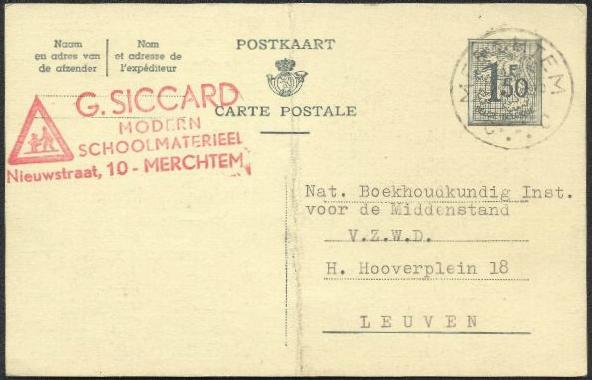 Naam
en adres van
de afzender
Nom
et adresse de
l'expéditeur
POSTKAART
CARTE POSTALE
G. SICCARD
MODERN
SCHOOLMATERIEEL
Nieuwstraat, 10 - MERCHTEM
1F50
MERCHTEM
Nat. Boekhoudkundig Inst.
voor de Middenstand
V.Z.W.D.
H. Hooverplein 18
LEUVEN